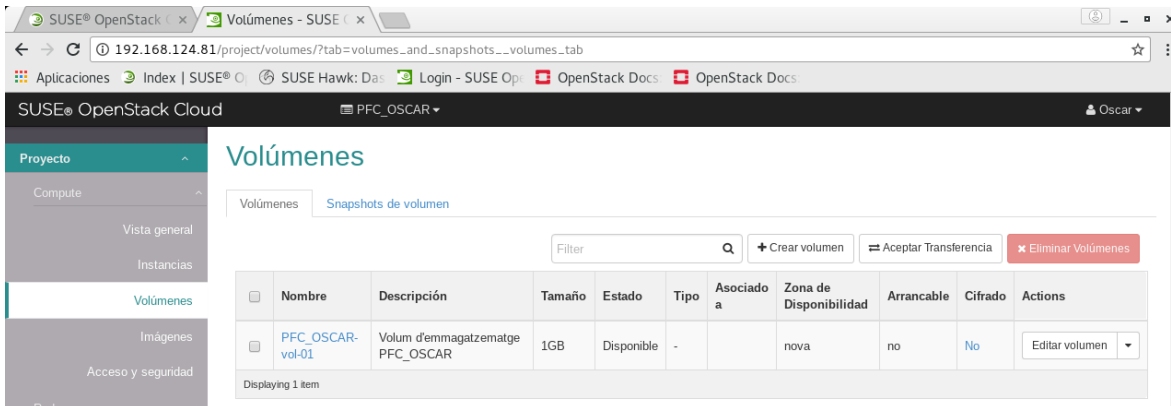 SUSE® OpenStack C
Volúmenes - SUSE
192.168.124.81/project/volumes/?tab=volumes_and_snapshots__volumes_tab
Aplicaciones Index | SUSE® O SUSE Hawk: Das Login - SUSE Ope OpenStack Docs: OpenStack Docs:
SUSE® OpenStack Cloud
PFC_OSCAR
Oscar
Proyecto
Compute
Vista general
Instancias
Volúmenes
Imágenes
Acceso y seguridad
Volúmenes
Volúmenes Snapshots de volumen
Filter
Crear volumen
Aceptar Transferencia
Eliminar Volúmenes
Nombre Descripción Tamaño Estado Tipo Asociado a Zona de Disponibilidad Arrancable Cifrado Actions
PFC_OSCAR-vol-01 Volum d'emmagatzematge PFC_OSCAR 1GB Disponible - nova no No Editar volumen
Displaying 1 item